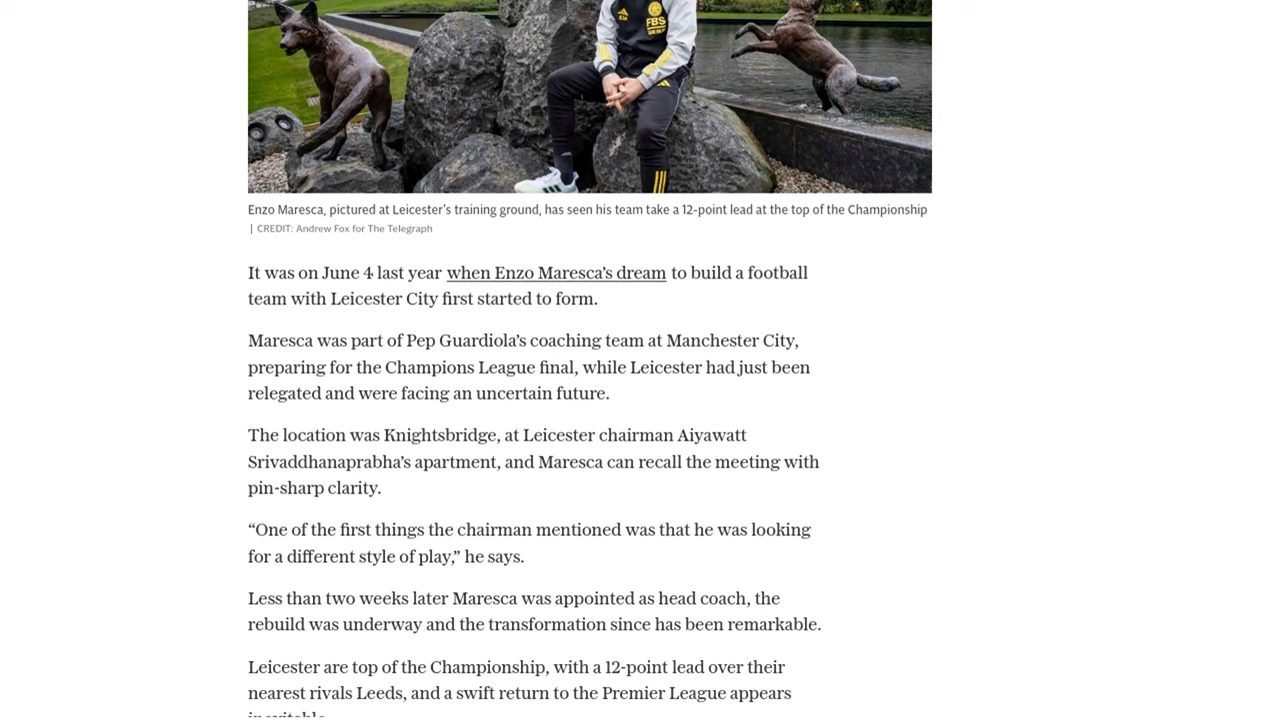 FBS
Enzo Maresca, pictured at Leicester's training ground, has seen his team take a 12-point lead at the top of the Championship
| CREDIT: Andrew Fox for The Telegraph
It was on June 4 last year when Enzo Maresca’s dream to build a football
team with Leicester City first started to form.
Maresca was part of Pep Guardiola’s coaching team at Manchester City,
preparing for the Champions League final, while Leicester had just been
relegated and were facing an uncertain future.
The location was Knightsbridge, at Leicester chairman Aiyawatt
Srivaddhanaprabha’s apartment, and Maresca can recall the meeting with
pin-sharp clarity.
“One of the first things the chairman mentioned was that he was looking
for a different style of play,” he says.
Less than two weeks later Maresca was appointed as head coach, the
rebuild was underway and the transformation since has been remarkable.
Leicester are top of the Championship, with a 12-point lead over their
nearest rivals Leeds, and a swift return to the Premier League appears